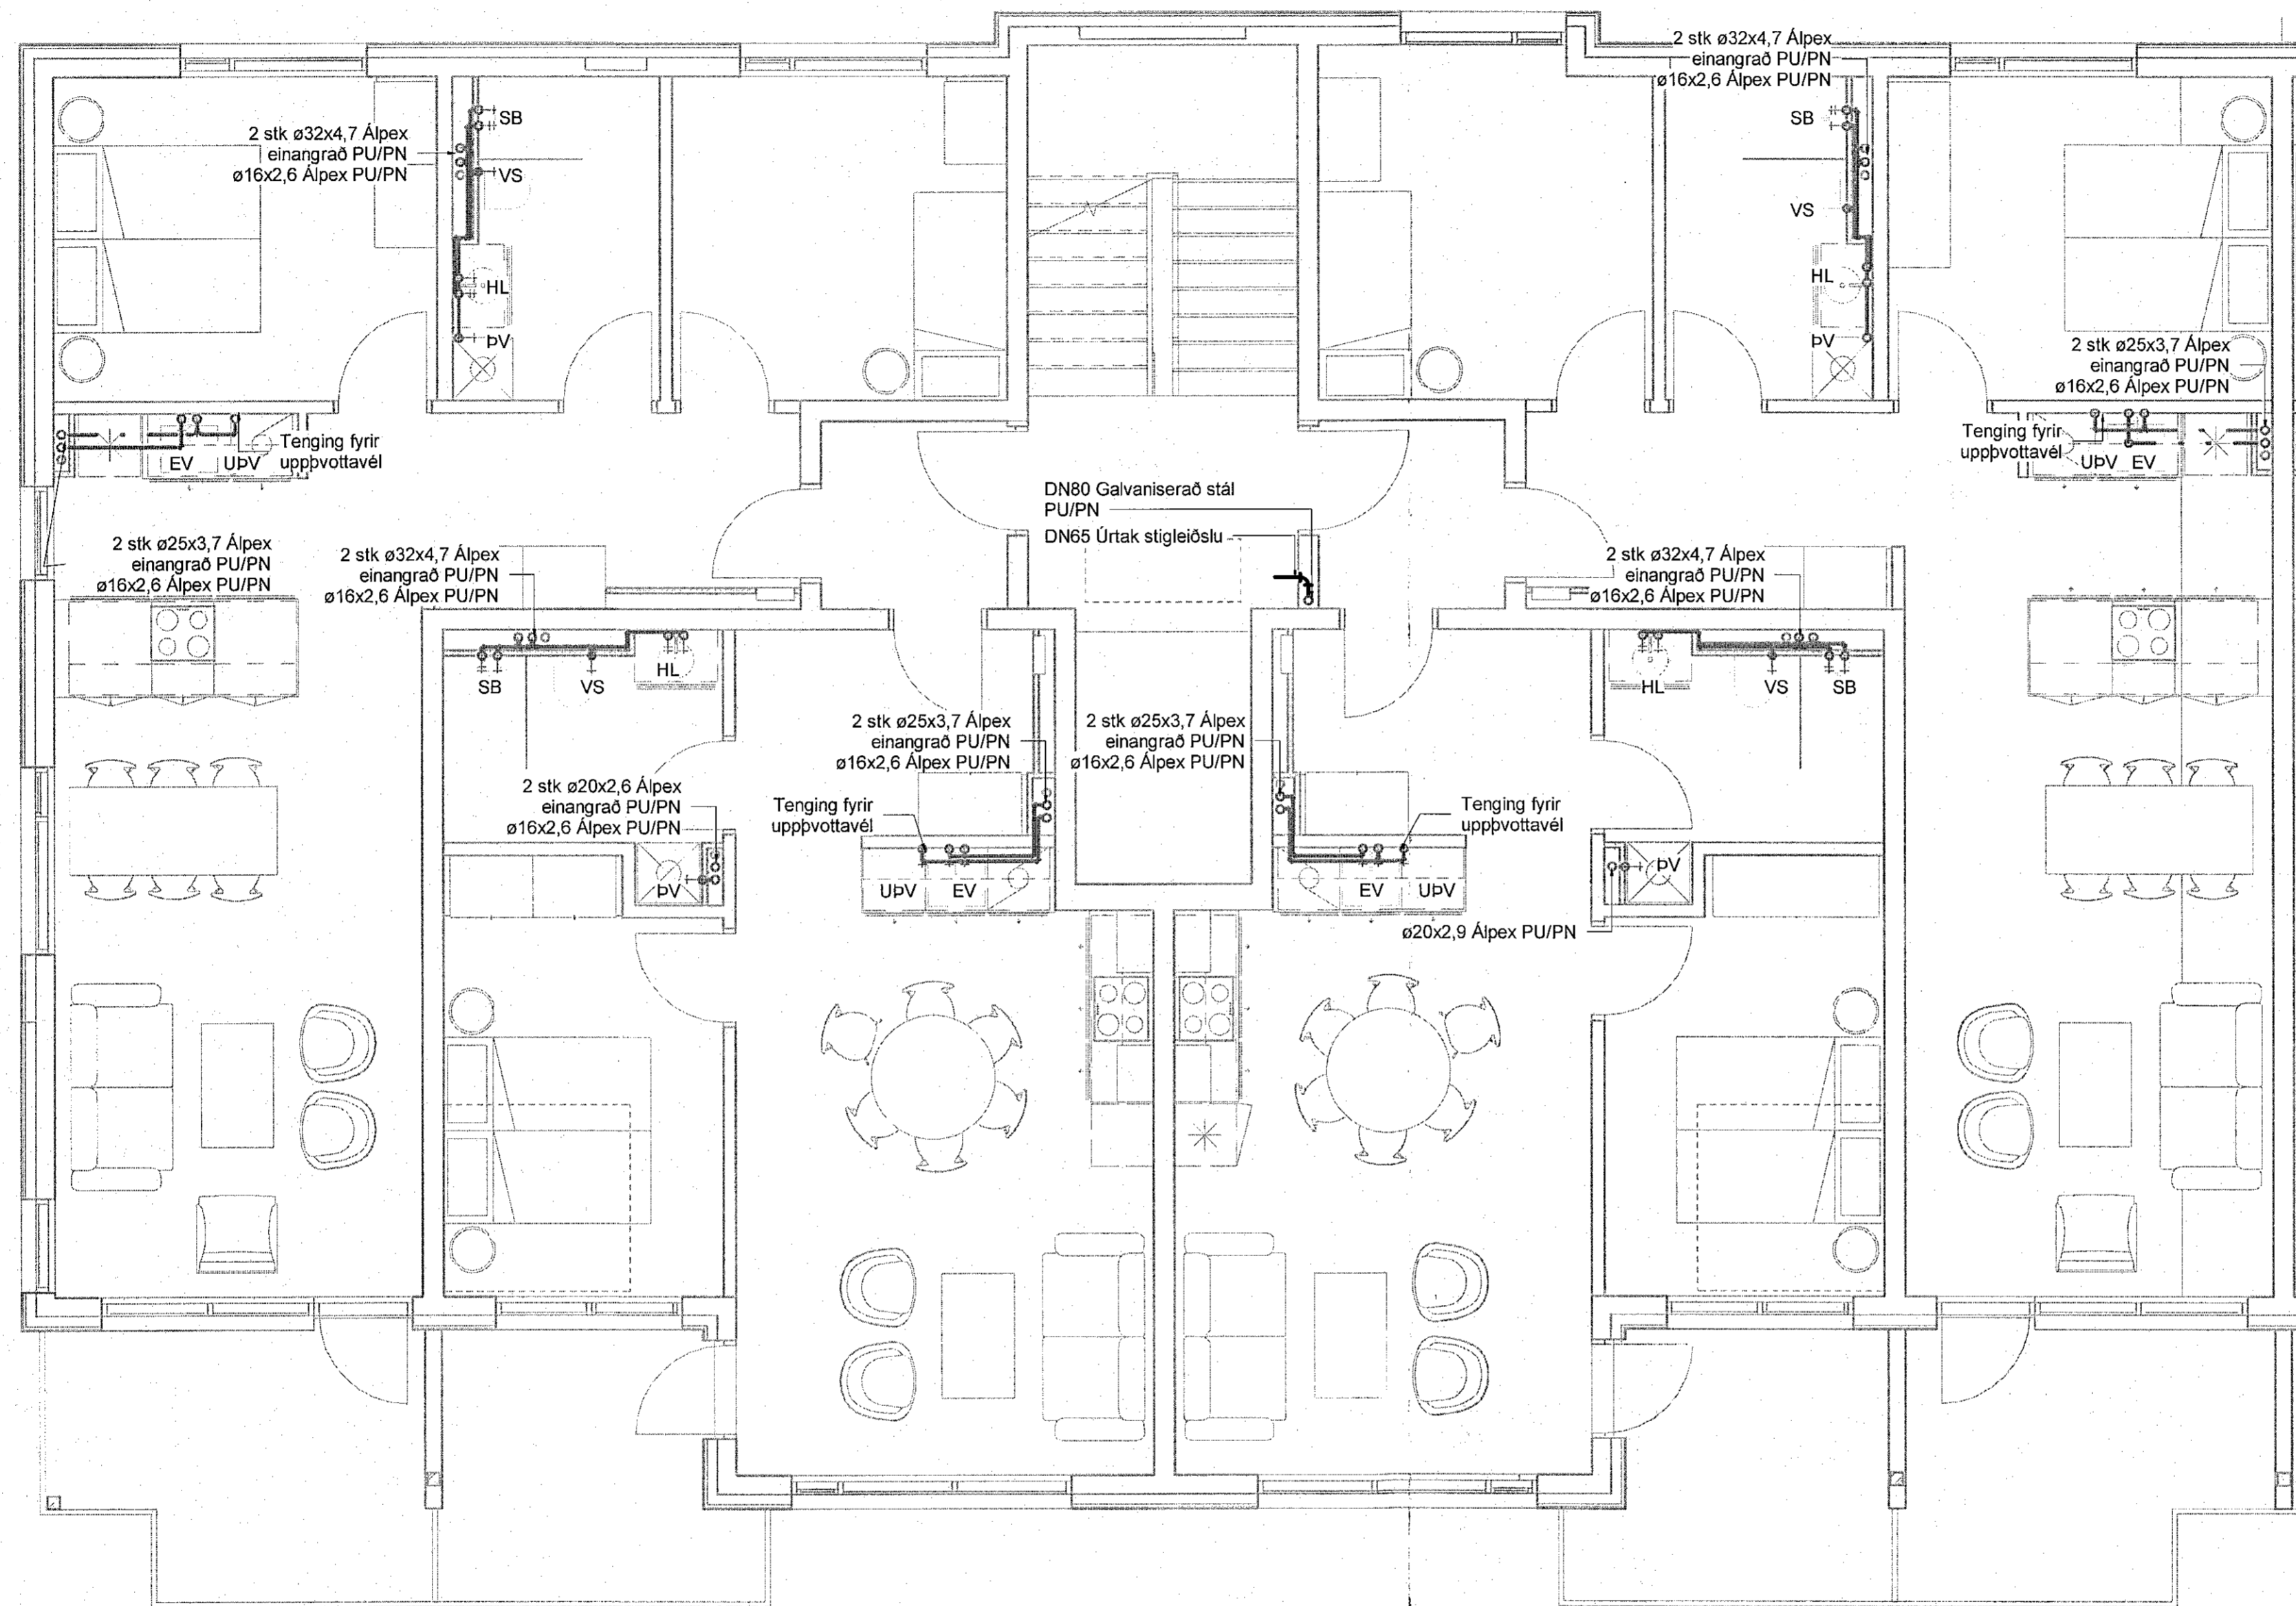 2 stk ø32x4,7 Álpex
einangrað PU/PN
ø16x2,6 Álpex PU/PN
SB
VS
HL
ÞV
2 stk ø32x4,7 Álpex
einangrað PU/PN
ø16x2,6 Álpex PU/PN
SB
VS
HL
ÞV
2 stk ø25x3,7 Álpex
einangrað PU/PN
ø16x2,6 Álpex PU/PN
Tenging fyrir
uppþvottavél
EV
UÞV
Tenging fyrir
uppþvottavél
UÞV
EV
DN80 Galvaniserað stál
PU/PN
DN65 Úrtak stigleiðslu
2 stk ø25x3,7 Álpex
einangrað PU/PN
ø16x2,6 Álpex PU/PN
2 stk ø32x4,7 Álpex
einangrað PU/PN
ø16x2,6 Álpex PU/PN
2 stk ø32x4,7 Álpex
einangrað PU/PN
ø16x2,6 Álpex PU/PN
SB
VS
HL
HL
VS
SB
2 stk ø25x3,7 Álpex
einangrað PU/PN
ø16x2,6 Álpex PU/PN
2 stk ø25x3,7 Álpex
einangrað PU/PN
ø16x2,6 Álpex PU/PN
2 stk ø20x2,6 Álpex
einangrað PU/PN
ø16x2,6 Álpex PU/PN
Tenging fyrir
uppþvottavél
Tenging fyrir
uppþvottavél
ÞV
UÞV
EV
EV
UÞV
ÞV
ø20x2,9 Álpex PU/PN